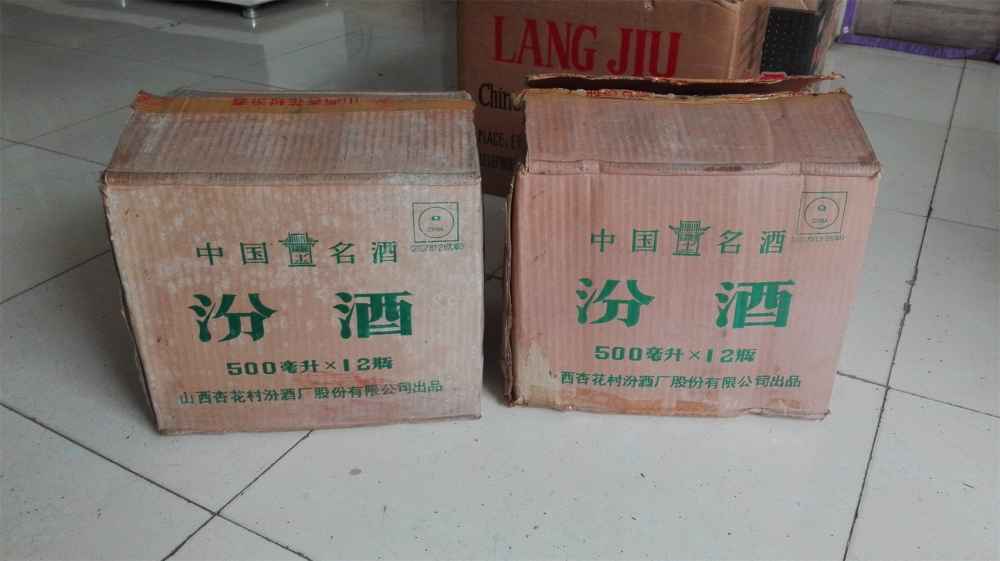 LANG JIU
中国名酒
汾酒
500毫升×12瓶
山西杏花村汾酒厂股份有限公司出品
CHINA
中国名酒
汾酒
500毫升×12瓶
西杏花村汾酒厂股份有限公司出品
CHINA